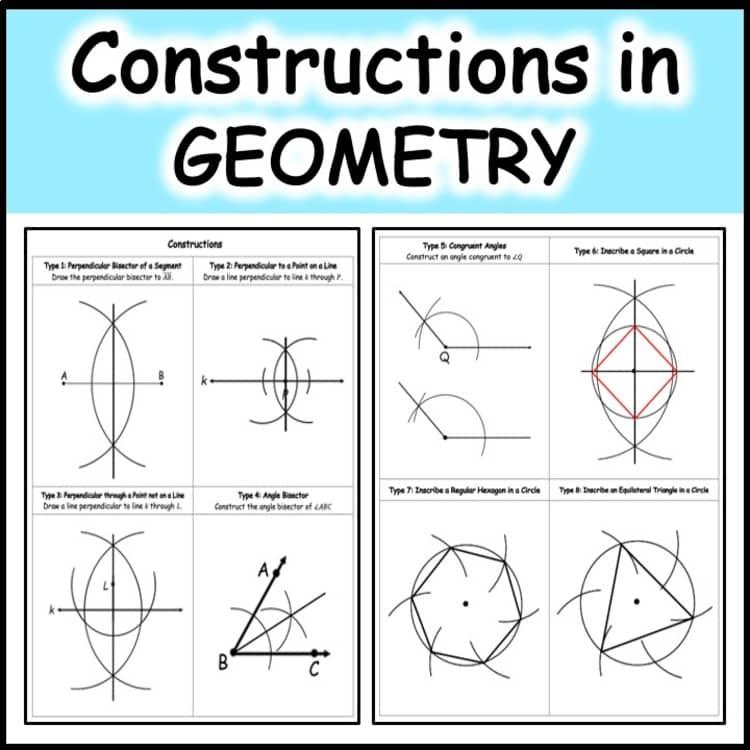 Constructions in
GEOMETRY
Constructions
Type 1: Perpendicular Bisector of a Segment
Draw the perpendicular bisector to AB.
A
B
Type 2: Perpendicular to a Point on a Line
Draw a line perpendicular to line k through P.
k
P
Type 3: Perpendicular through a Point not on a Line
Draw a line perpendicular to line k through L.
L
k
Type 4: Angle Bisector
Construct the angle bisector of ∠ABC
A
B
C
Type 5: Congruent Angles
Construct an angle congruent to ∠Q
Q
Type 6: Inscribe a Square in a Circle
Type 7: Inscribe a Regular Hexagon in a Circle
Type 8: Inscribe an Equilateral Triangle in a Circle